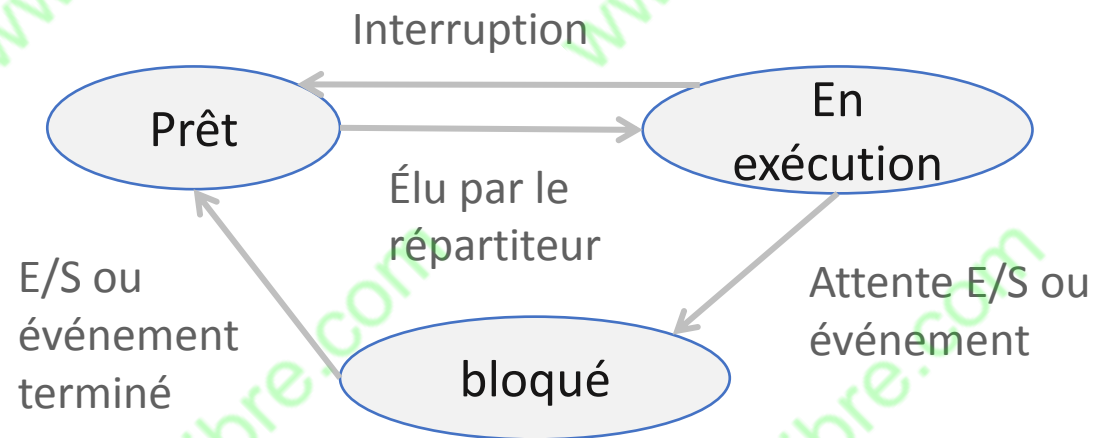 Interruption
Prêt
En
exécution
Élu par le
répartiteur
E/S ou
événement
terminé
Attente E/S ou
événement
bloqué